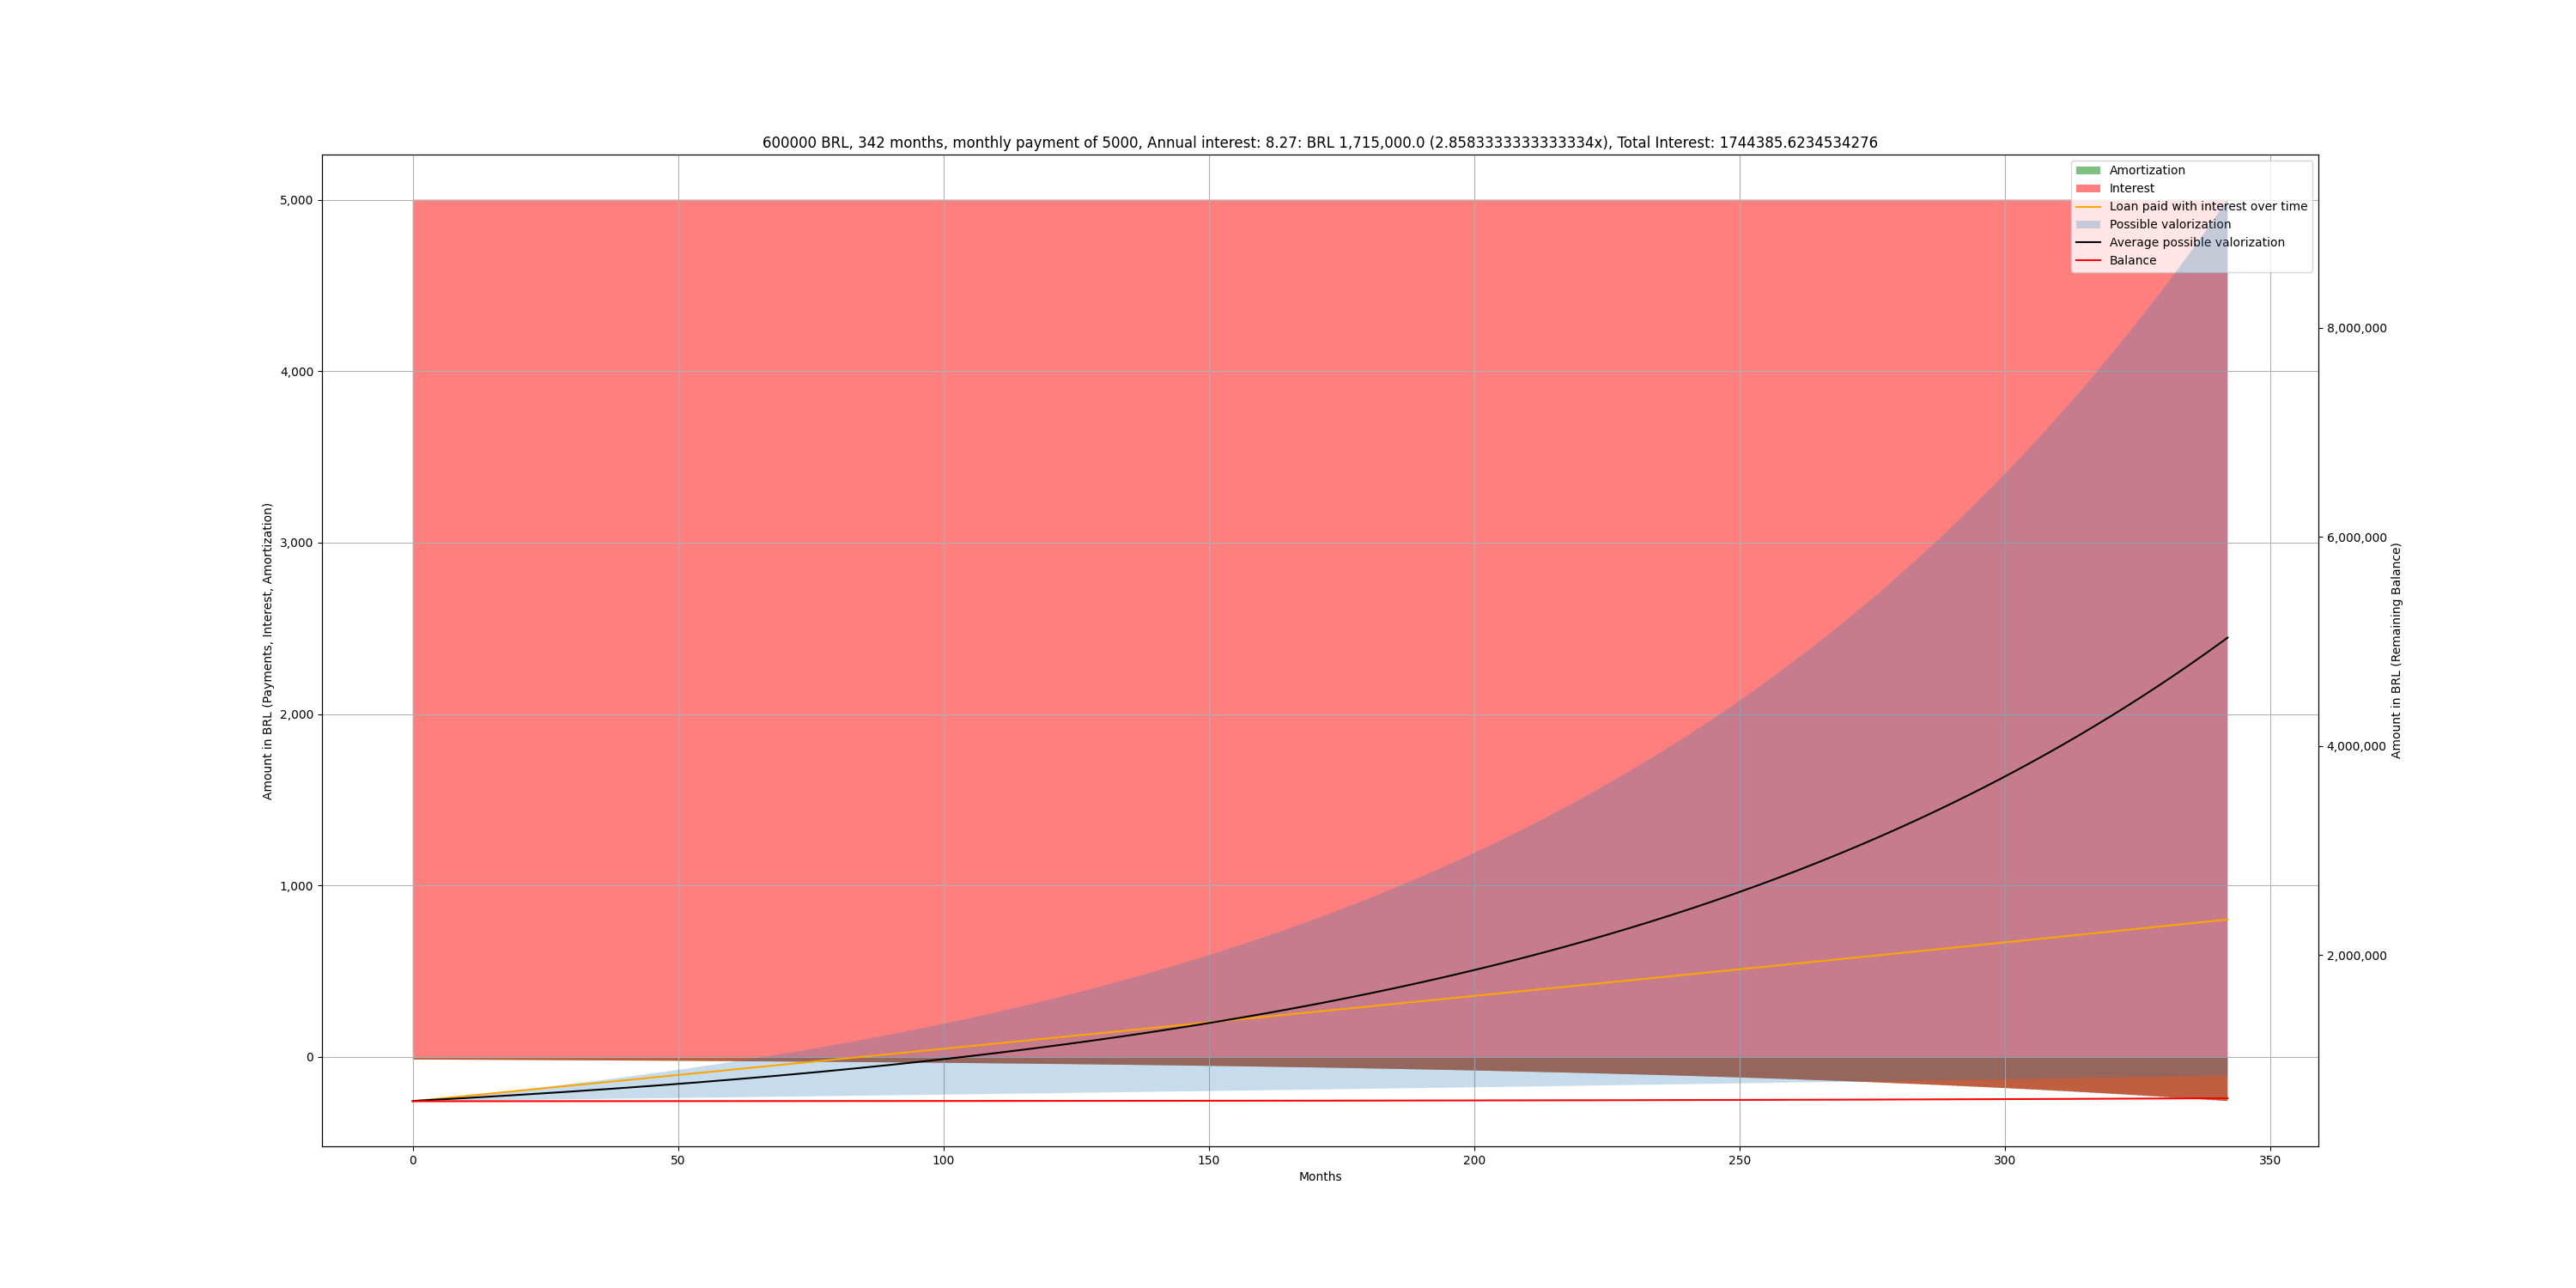 600000 BRL, 342 months, monthly payment of 5000, Annual interest: 8.27: BRL 1,715,000.0 (2.8583333333333334x), Total Interest: 1744385.6234534276
Amortization
Interest
Loan paid with interest over time
Possible valorization
Average possible valorization
Balance
5,000
4,000
3,000
2,000
1,000
0
Amount in BRL (Payments, Interest, Amortization)
8,000,000
6,000,000
4,000,000
2,000,000
Amount in BRL (Remaining Balance)
0
50
100
150
200
250
300
350
Months